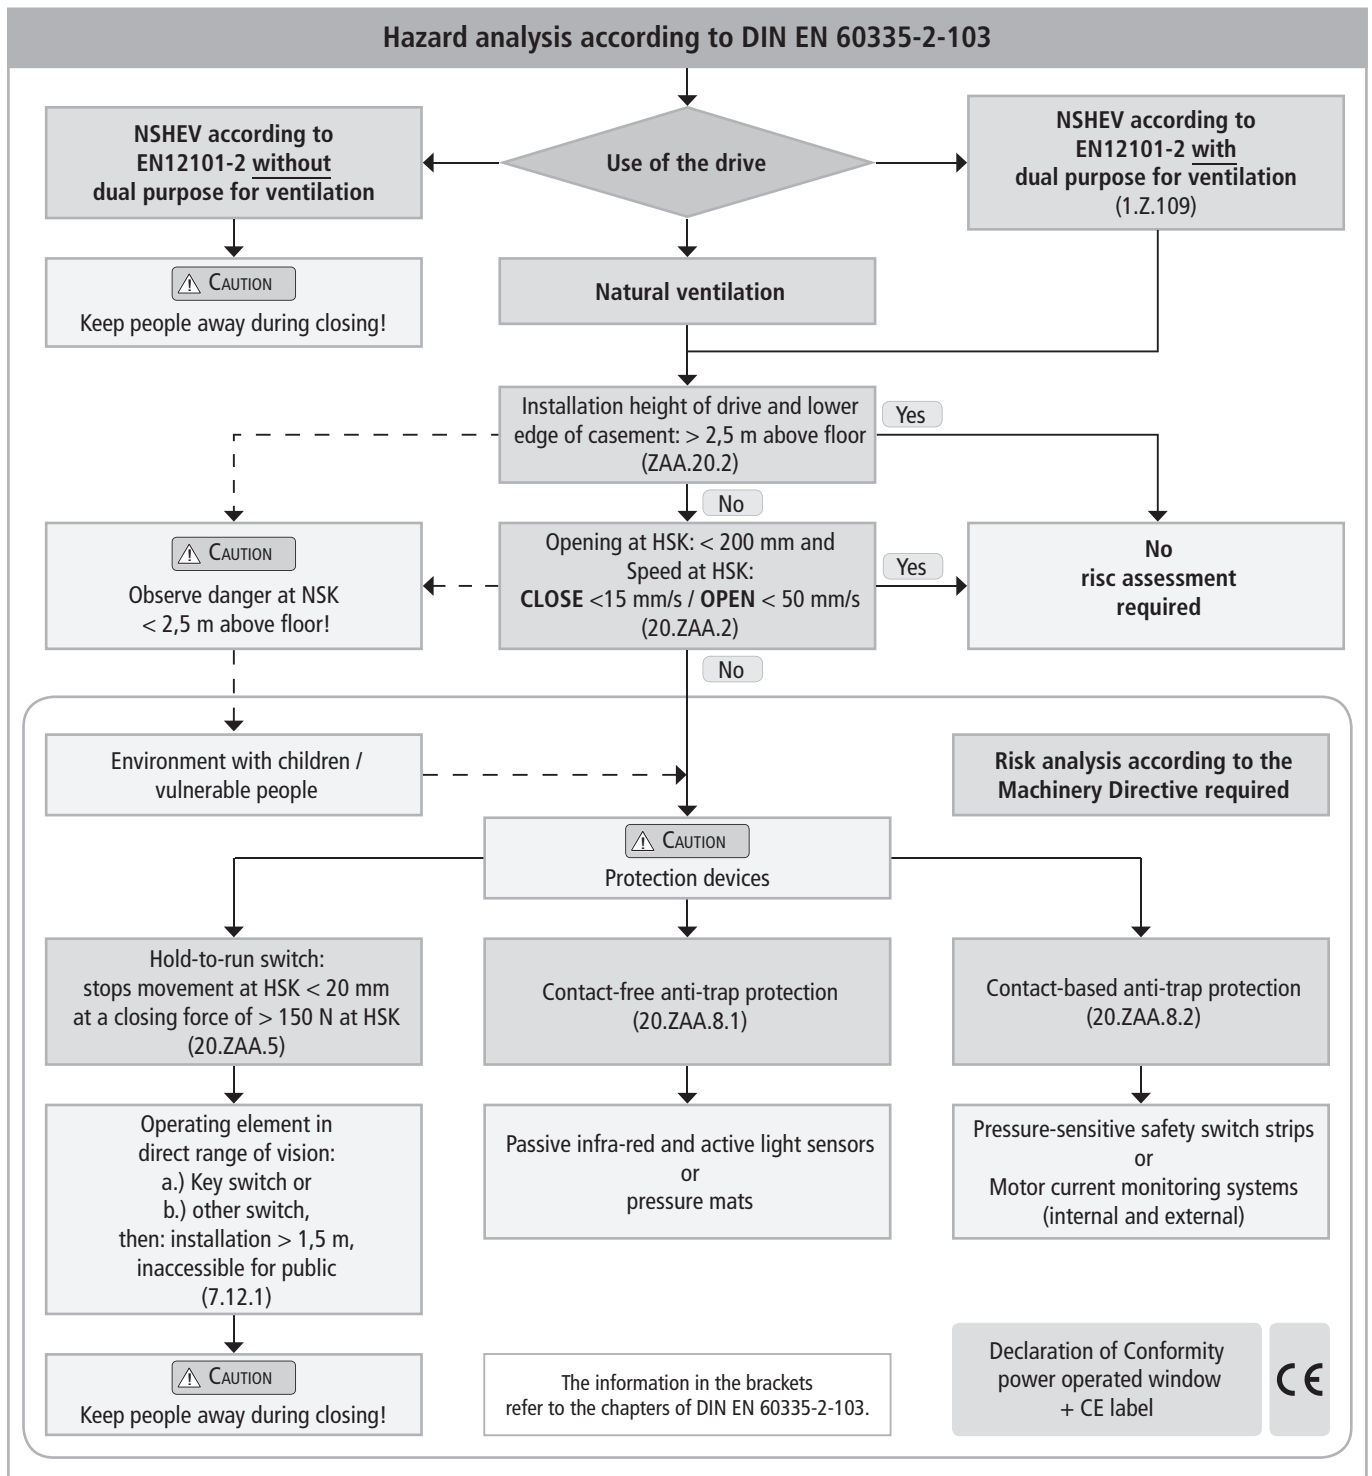 Hazard analysis according to DIN EN 60335-2-103
NSHEV according to
EN12101-2 without
dual purpose for ventilation
Use of the drive
NSHEV according to
EN12101-2 with
dual purpose for ventilation
(1.Z.109)
CAUTION
Keep people away during closing!
Natural ventilation
Installation height of drive and lower
edge of casement: > 2,5 m above floor
(ZAA.20.2)
Yes
No
CAUTION
Observe danger at NSK
< 2,5 m above floor!
Opening at HSK: < 200 mm and
Speed at HSK:
CLOSE <15 mm/s / OPEN < 50 mm/s
(20.ZAA.2)
Yes
No
risc assessment
required
No
Environment with children /
vulnerable people
Risk analysis according to the
Machinery Directive required
CAUTION
Protection devices
Hold-to-run switch:
stops movement at HSK < 20 mm
at a closing force of > 150 N at HSK
(20.ZAA.5)
Contact-free anti-trap protection
(20.ZAA.8.1)
Contact-based anti-trap protection
(20.ZAA.8.2)
Operating element in
direct range of vision:
a.) Key switch or
b.) other switch,
then: installation > 1,5 m,
inaccessible for public
(7.12.1)
Passive infra-red and active light sensors
or
pressure mats
Pressure-sensitive safety switch strips
or
Motor current monitoring systems
(internal and external)
CAUTION
Keep people away during closing!
The information in the brackets
refer to the chapters of DIN EN 60335-2-103.
Declaration of Conformity
power operated window
+ CE label
CE